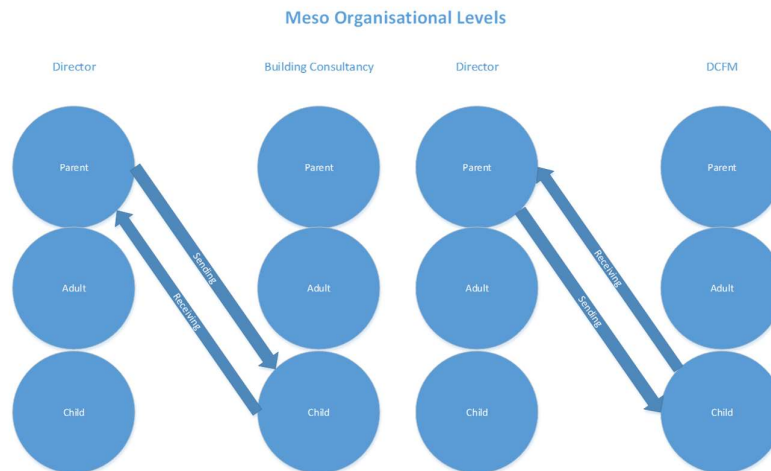 Meso Organisational Levels
Director
Building Consultancy
Director
DCFM
Parent
Parent
Parent
Parent
Sending
Receiving
Receiving
Sending
Adult
Adult
Adult
Adult
Child
Child
Child
Child